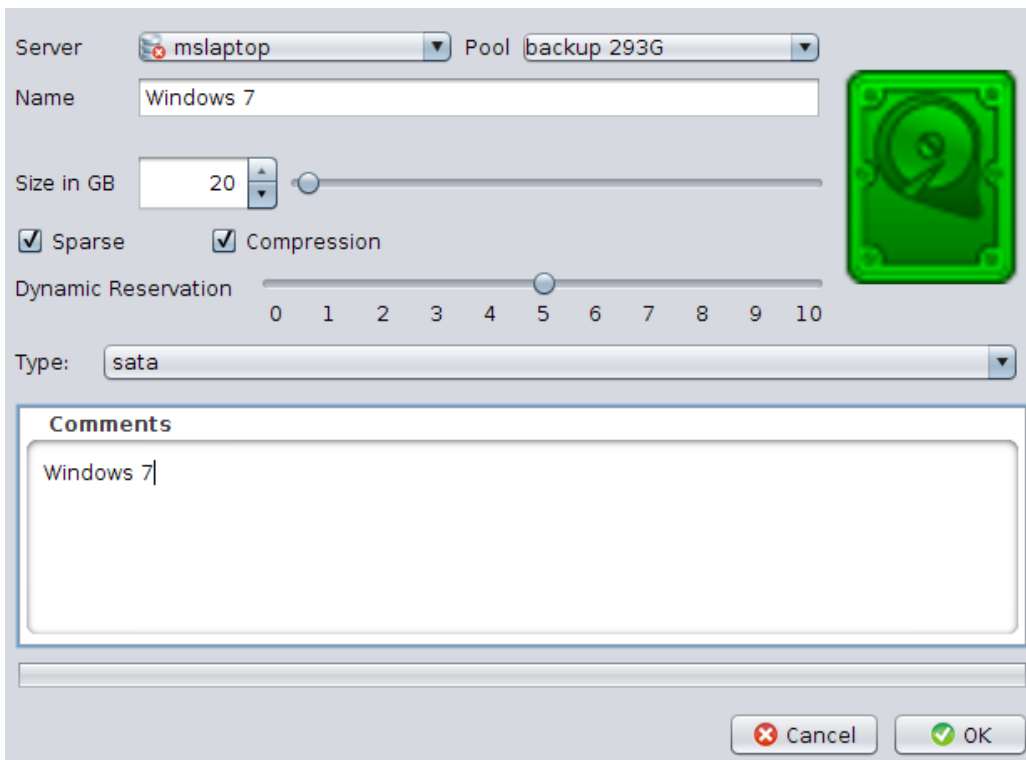 Server mslaptop Pool backup 293G
Name Windows 7
Size in GB 20
Sparse Compression
Dynamic Reservation
0 1 2 3 4 5 6 7 8 9 10
Type: sata
Comments
Windows 7
Cancel OK